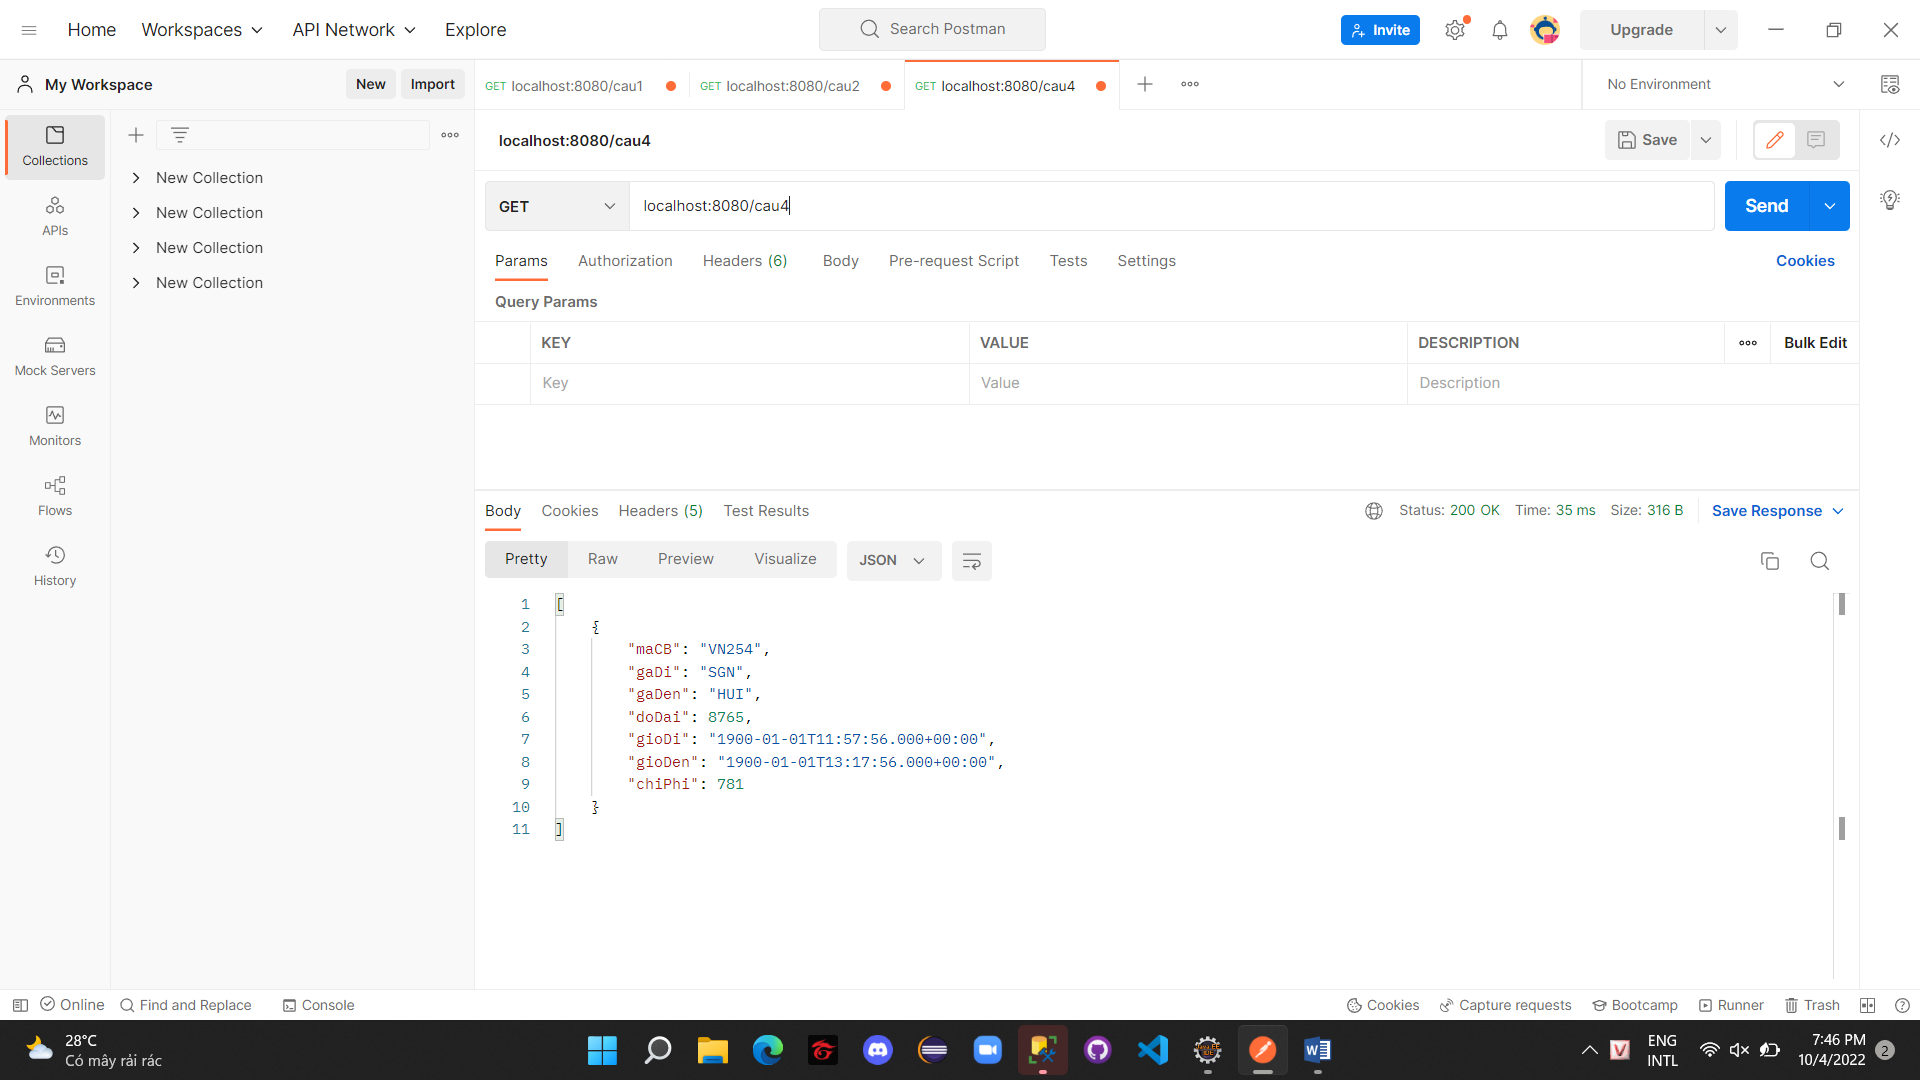 Home
Workspaces
API Network
Explore
Search Postman
Invite
Upgrade
My Workspace
New
Import
GET localhost:8080/cau1
GET localhost:8080/cau2
GET localhost:8080/cau4
No Environment
Collections
APIs
Environments
Mock Servers
Monitors
Flows
History
New Collection
New Collection
New Collection
New Collection
localhost:8080/cau4
Save
GET
localhost:8080/cau4
Send
Params
Authorization
Headers (6)
Body
Pre-request Script
Tests
Settings
Cookies
Query Params
KEY
VALUE
DESCRIPTION
Bulk Edit
Key
Value
Description
Body
Cookies
Headers (5)
Test Results
Status: 200 OK
Time: 35 ms
Size: 316 B
Save Response
Pretty
Raw
Preview
Visualize
JSON
1 [
2 {
3 "maCB": "VN254",
4 "gaDi": "SGN",
5 "gaDen": "HUI",
6 "doDai": 8765,
7 "gioDi": "1900-01-01T11:57:56.000+00:00",
8 "gioDen": "1900-01-01T13:17:56.000+00:00",
9 "chiPhi": 781
10 }
11 ]
Online
Find and Replace
Console
Cookies
Capture requests
Bootcamp
Runner
Trash
28°C
Có mây rải rác
ENG
INTL
7:46 PM
10/4/2022
2